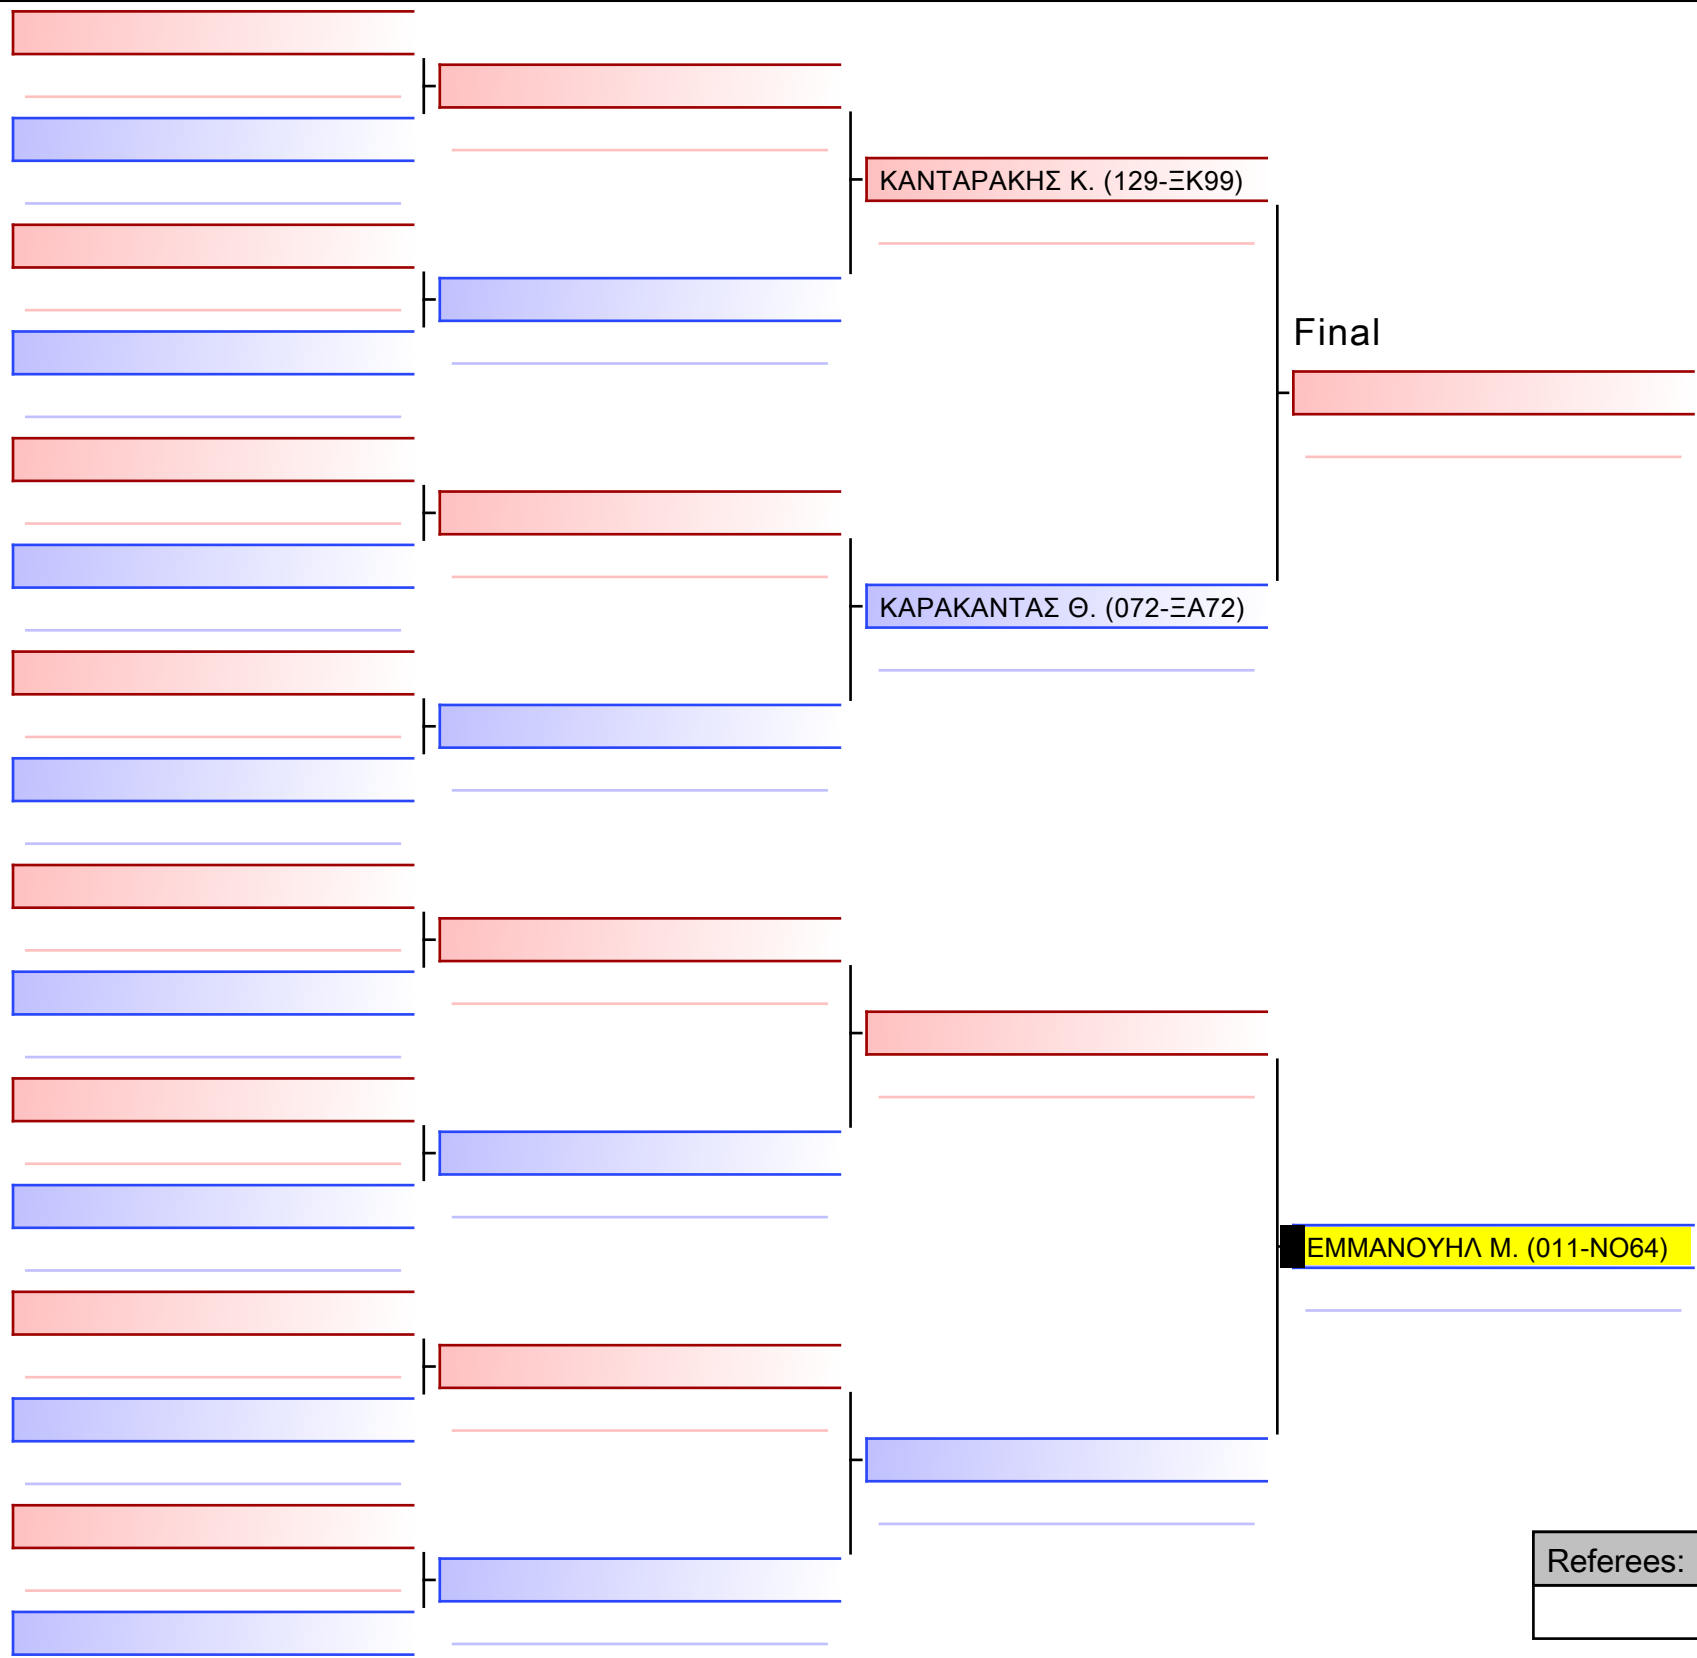 ΚΑΝΤΑΡΑΚΗΣ Κ. (129-ΞΚ99)
Final
ΚΑΡΑΚΑΝΤΑΣ Θ. (072-ΞΑ72)
ΕΜΜΑΝΟΥΗΛ Μ. (011-ΝΟ64)
Referees: